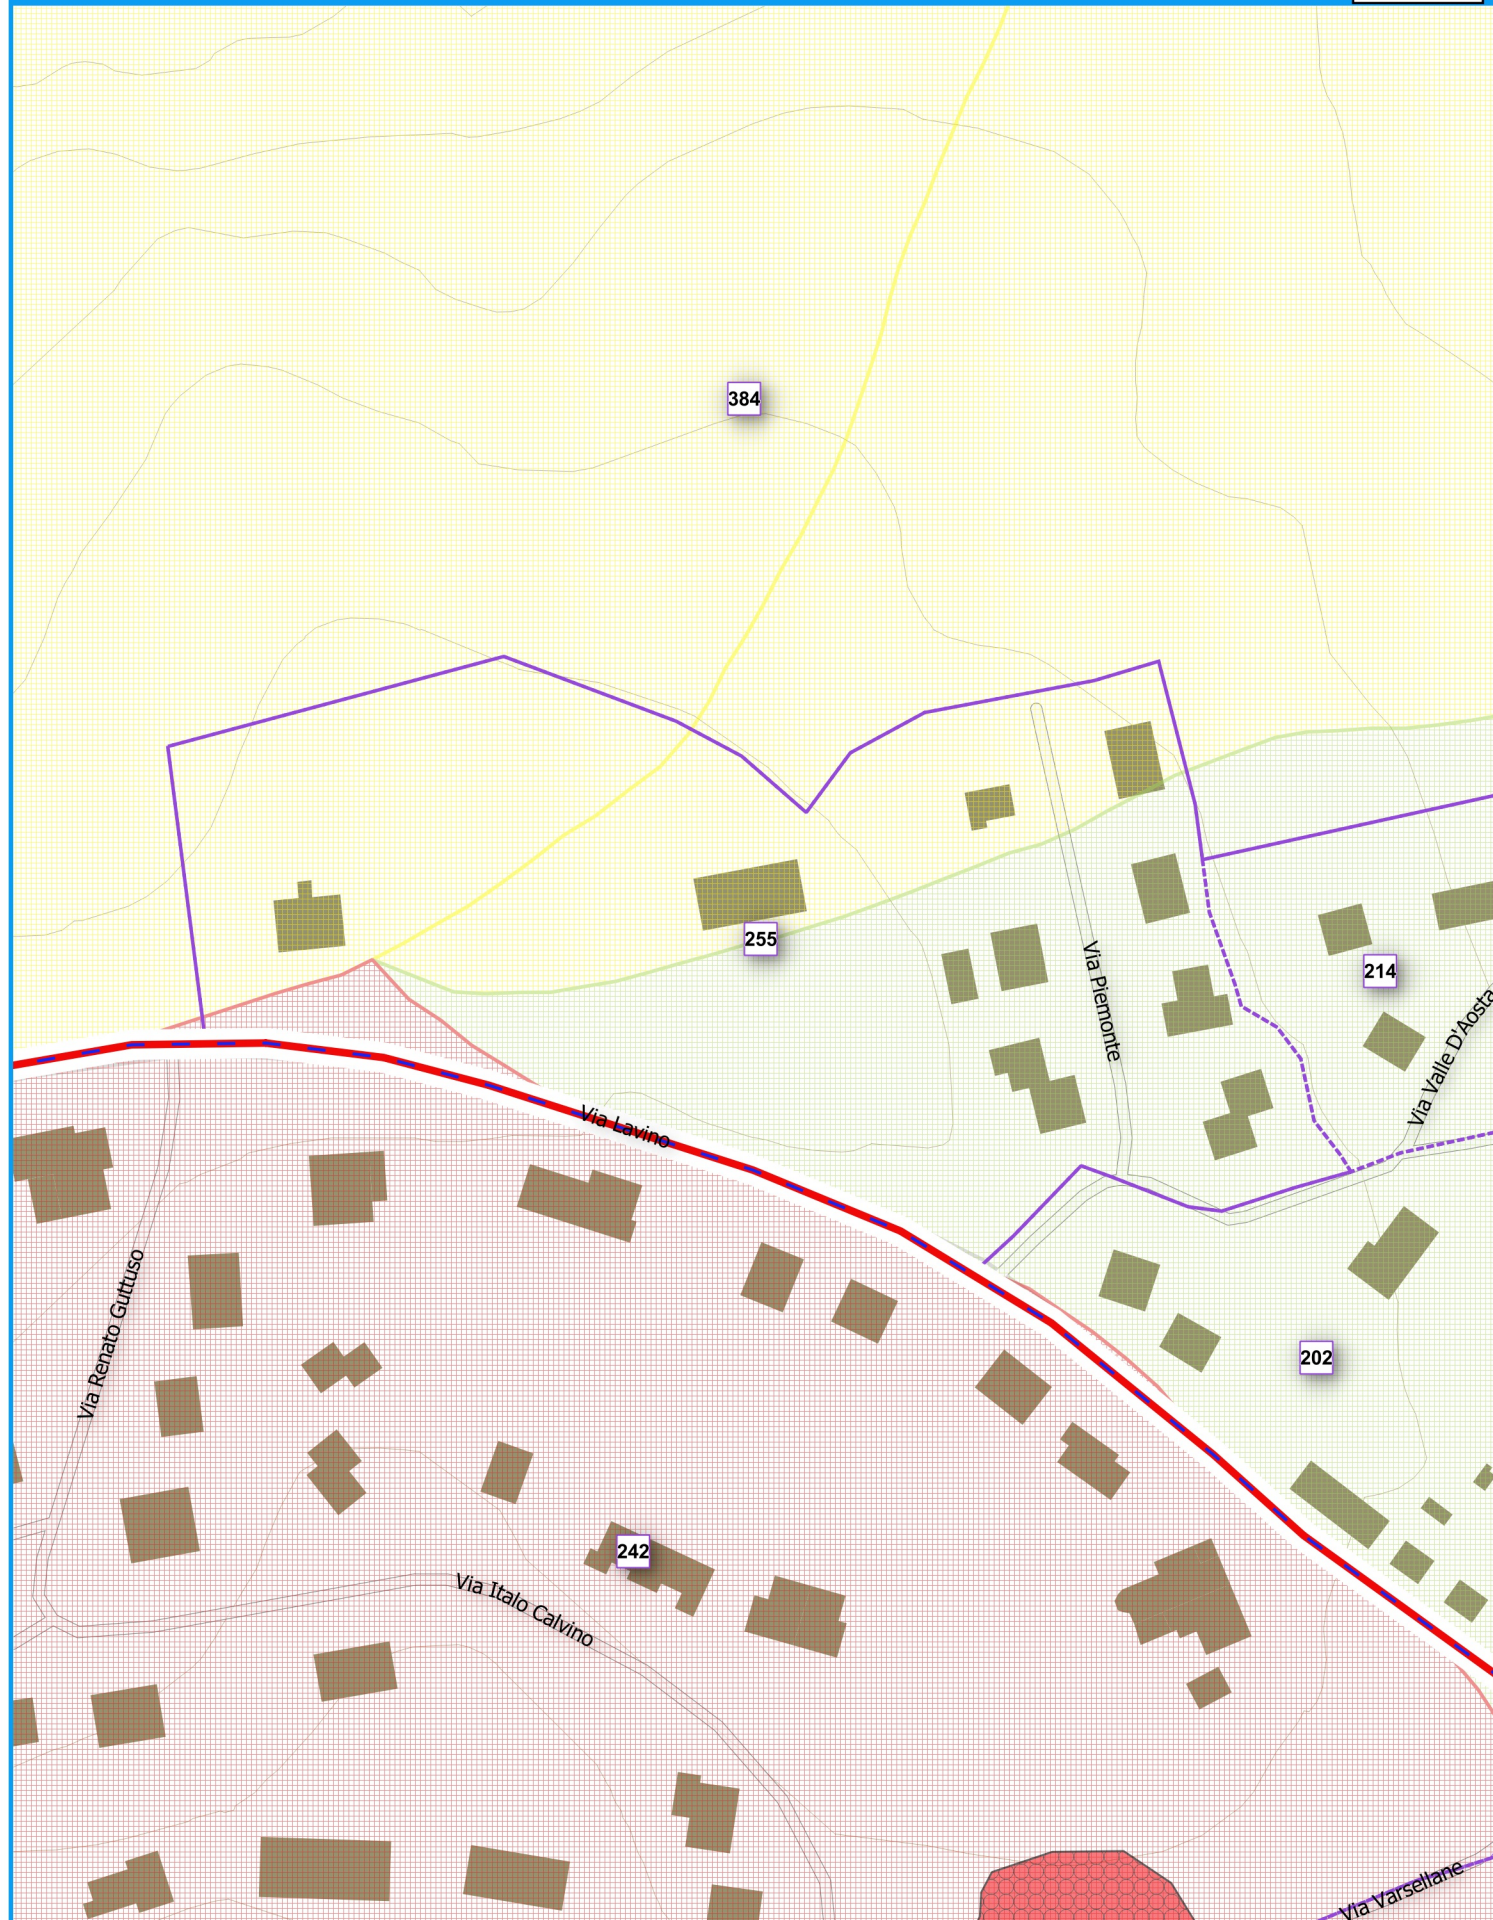 384
255
214
Via Piemonte
Via Valle D'Aosta
Via Lavino
Via Renato Guttuso
202
242
Via Italo Calvino
Via Varsellane